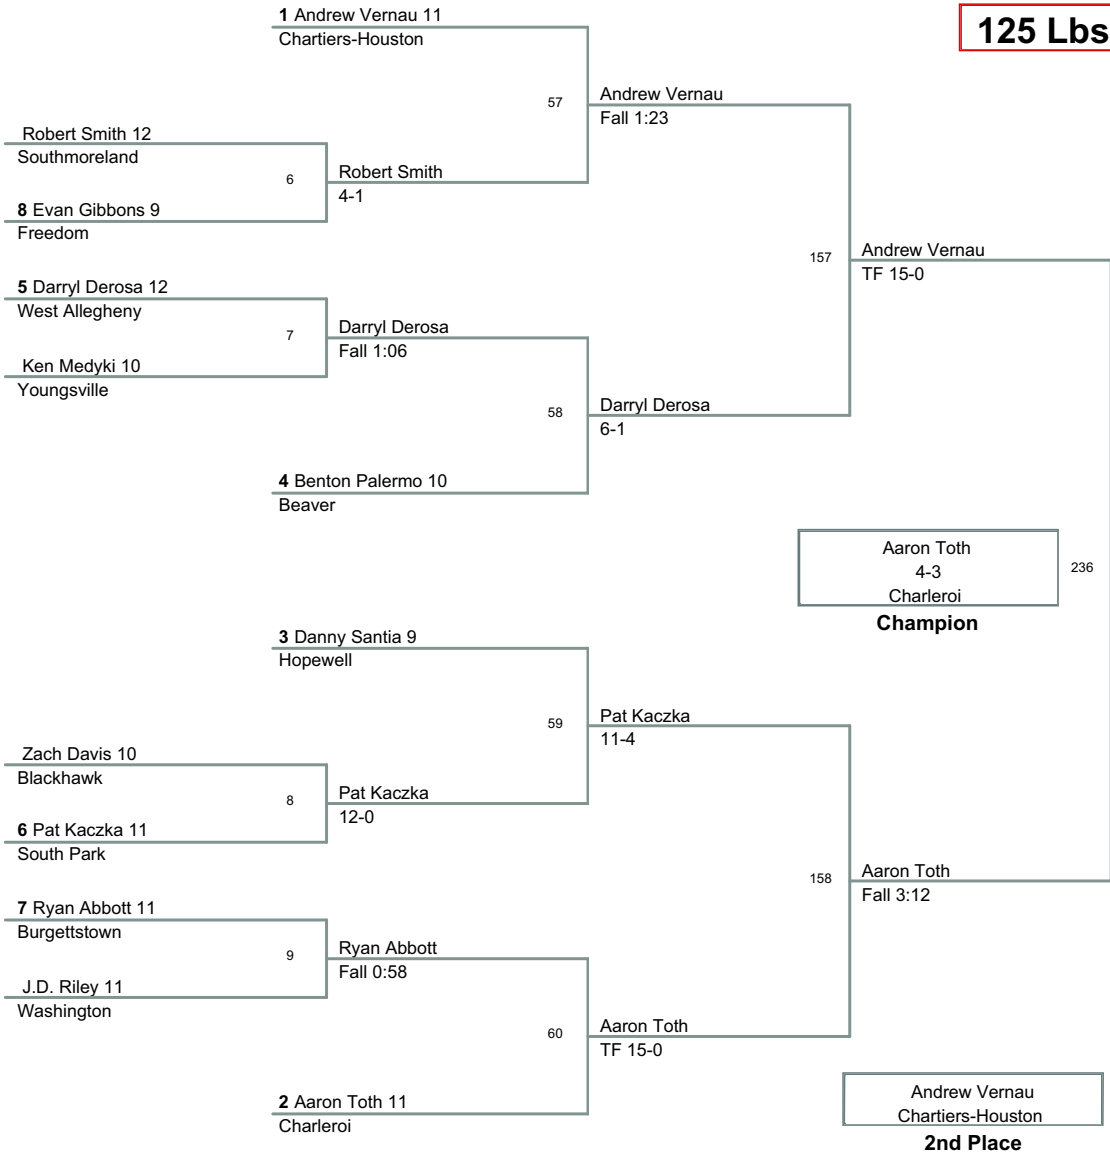 1 Andrew Vernau 11
Chartiers-Houston
125 Lbs
57
Andrew Vernau
Fall 1:23
Robert Smith 12
Southmoreland
6
Robert Smith
4-1
8 Evan Gibbons 9
Freedom
157
Andrew Vernau
TF 15-0
5 Darryl Derosa 12
West Allegheny
7
Darryl Derosa
Fall 1:06
Ken Medyki 10
Youngsville
58
Darryl Derosa
6-1
4 Benton Palermo 10
Beaver
Aaron Toth
4-3
Charleroi
236
Champion
3 Danny Santia 9
Hopewell
59
Pat Kaczka
11-4
Zach Davis 10
Blackhawk
8
Pat Kaczka
12-0
6 Pat Kaczka 11
South Park
158
Aaron Toth
Fall 3:12
7 Ryan Abbott 11
Burgettstown
9
Ryan Abbott
Fall 0:58
J.D. Riley 11
Washington
60
Aaron Toth
TF 15-0
2 Aaron Toth 11
Charleroi
Andrew Vernau
Chartiers-Houston
2nd Place